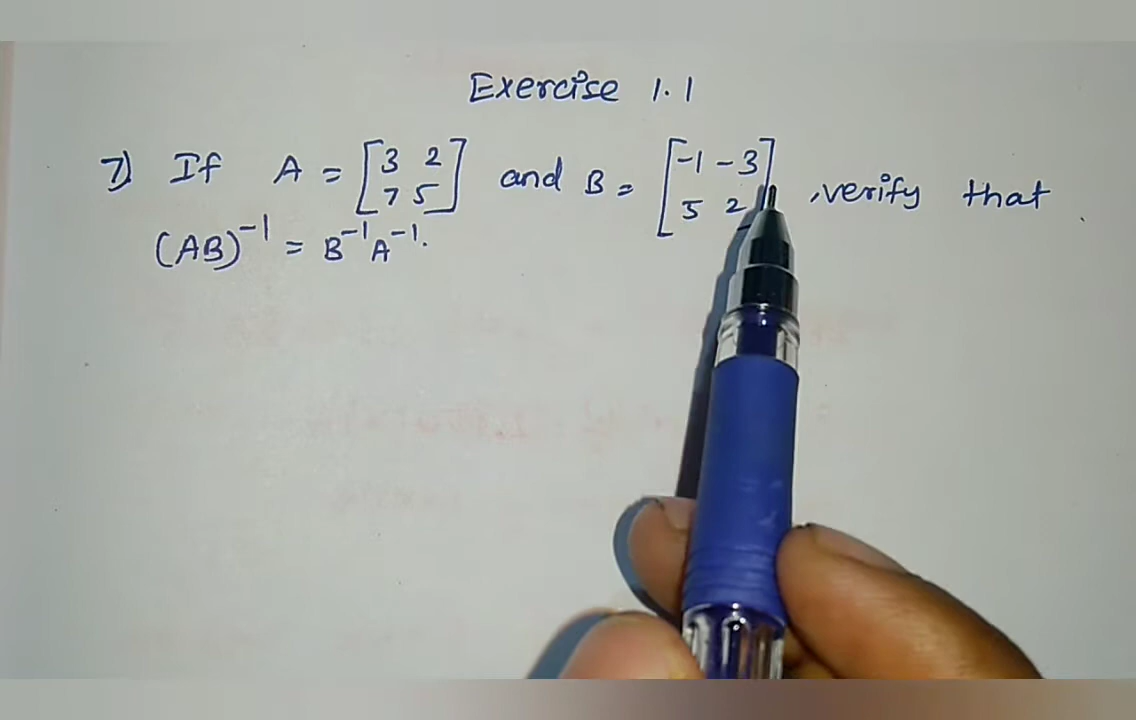 Exercise 1.1
7) If A = [3 2 7 5] and B = [-1 -3 5 2] , verify that
(AB)⁻¹ = B⁻¹A⁻¹.